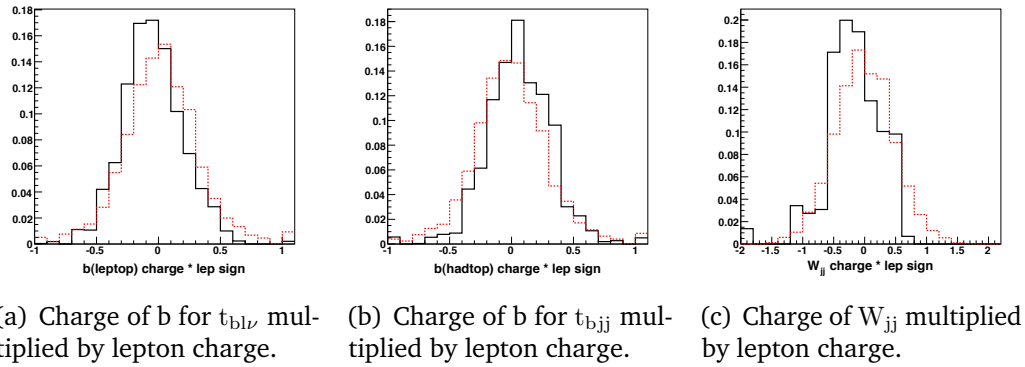 0.18
0.16
0.14
0.12
0.1
0.08
0.06
0.04
0.02
0
-1 -0.5 0 0.5 1
b(leptop) charge * lep sign
0.18
0.16
0.14
0.12
0.1
0.08
0.06
0.04
0.02
0
-1 -0.5 0 0.5 1
b(hadtop) charge * lep sign
0.2
0.18
0.16
0.14
0.12
0.1
0.08
0.06
0.04
0.02
0
-2 -1.5 -1 -0.5 0 0.5 1 1.5 2
W_jj charge * lep sign
(a) Charge of b for t_blν mul-
tiplied by lepton charge.
(b) Charge of b for t_bjj mul-
tiplied by lepton charge.
(c) Charge of W_jj multiplied
by lepton charge.